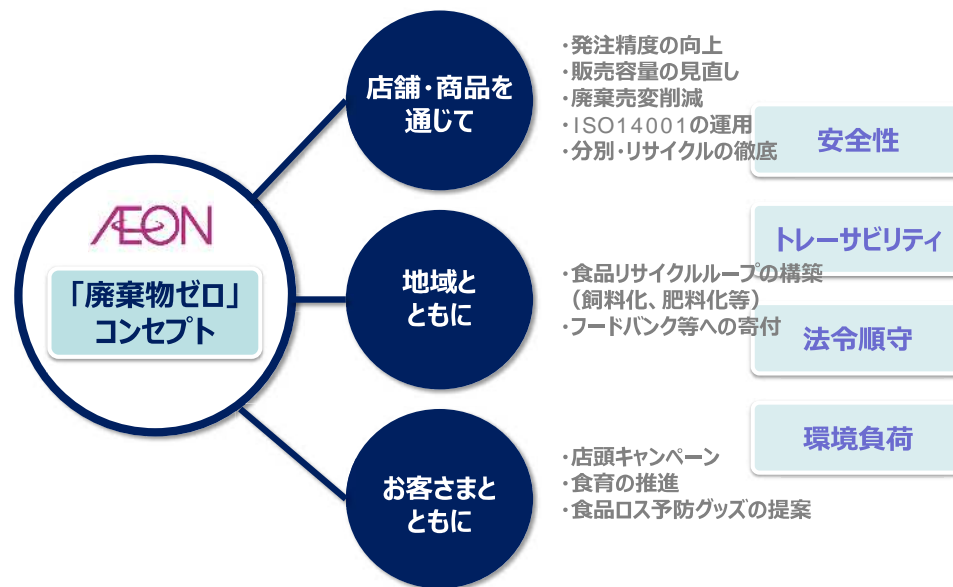 ÆON
「廃棄物ゼロ」
コンセプト
店舗・商品を
通じて
・発注精度の向上
・販売容量の見直し
・廃棄売変削減
・ISO14001の運用
・分別・リサイクルの徹底
地域と
ともに
・食品リサイクルループの構築
（飼料化、肥料化等）
・フードバンク等への寄付
お客さまと
ともに
・店頭キャンペーン
・食育の推進
・食品ロス予防グッズの提案
安全性
トレーサビリティ
法令順守
環境負荷